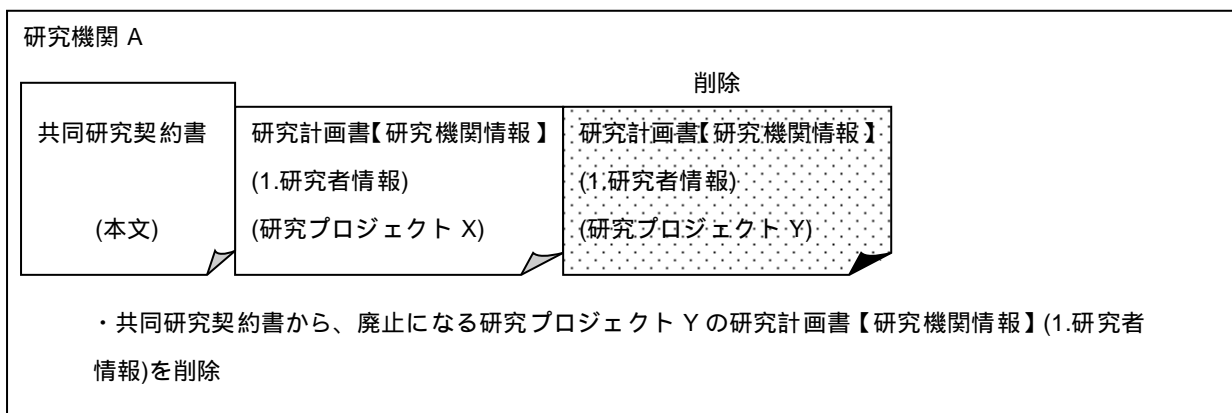 研究機関 A
削除
共同研究契約書
(本文)
研究計画書【研究機関情報】
(1.研究者情報)
(研究プロジェクト X)
研究計画書【研究機関情報】
(1.研究者情報)
(研究プロジェクト Y)
・共同研究契約書から、廃止になる研究プロジェクト Y の研究計画書【研究機関情報】(1.研究者
情報)を削除